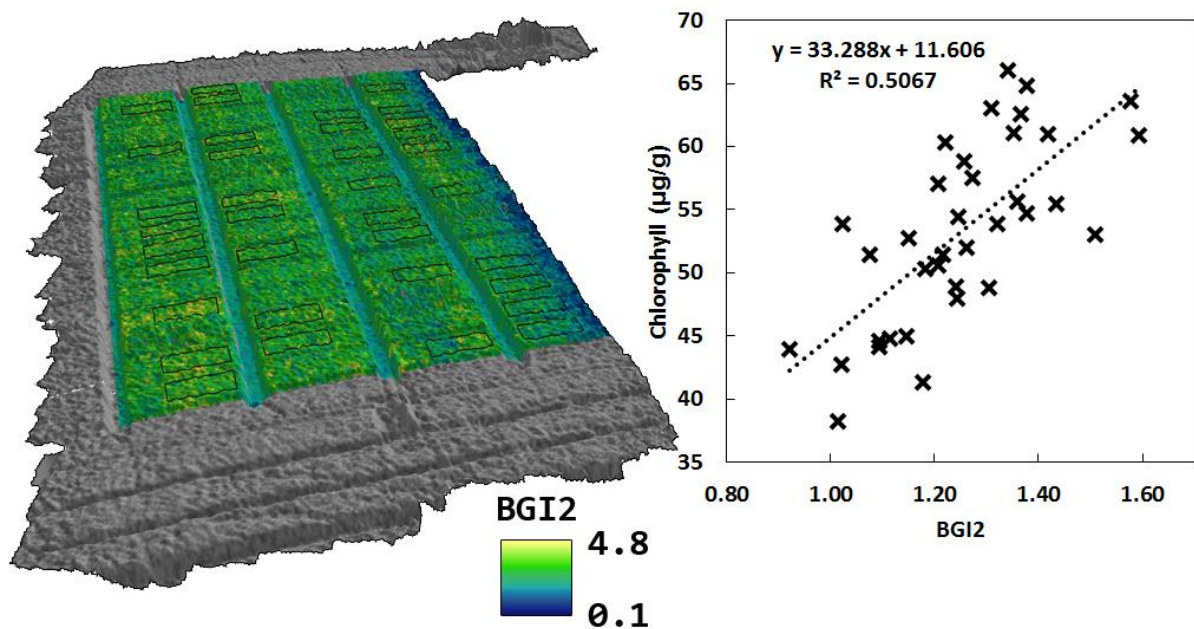 BGI2
4.8
0.1
y = 33.288x + 11.606
R² = 0.5067
Chlorophyll (µg/g)
70
65
60
55
50
45
40
35
0.80 1.00 1.20 1.40 1.60
BGI2